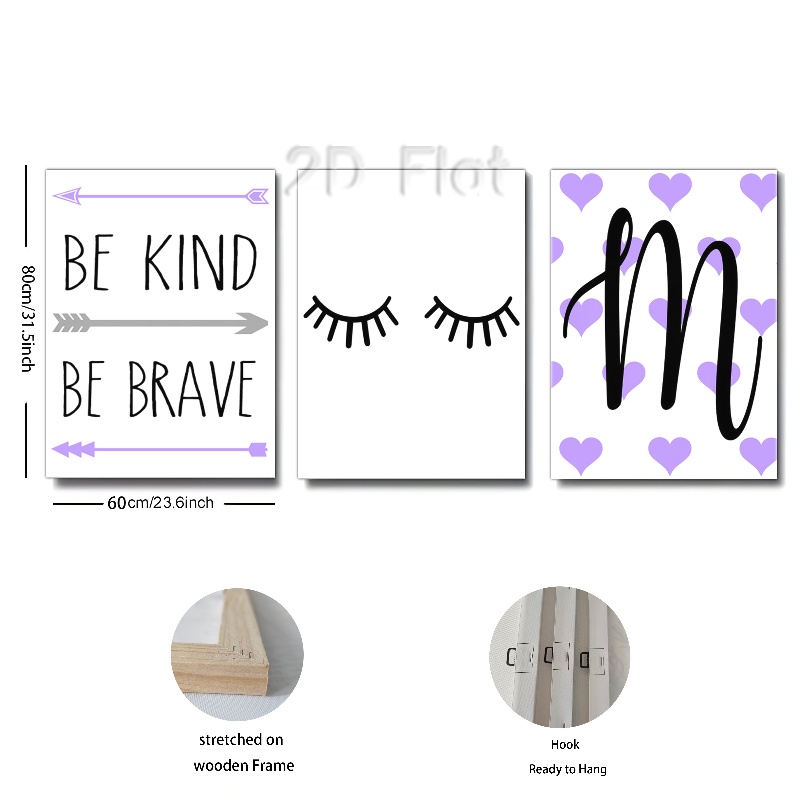 2D Flat
BE KIND
BE BRAVE
m
80cm/31.5inch
60cm/23.6inch
stretched on
wooden Frame
Hook
Ready to Hang